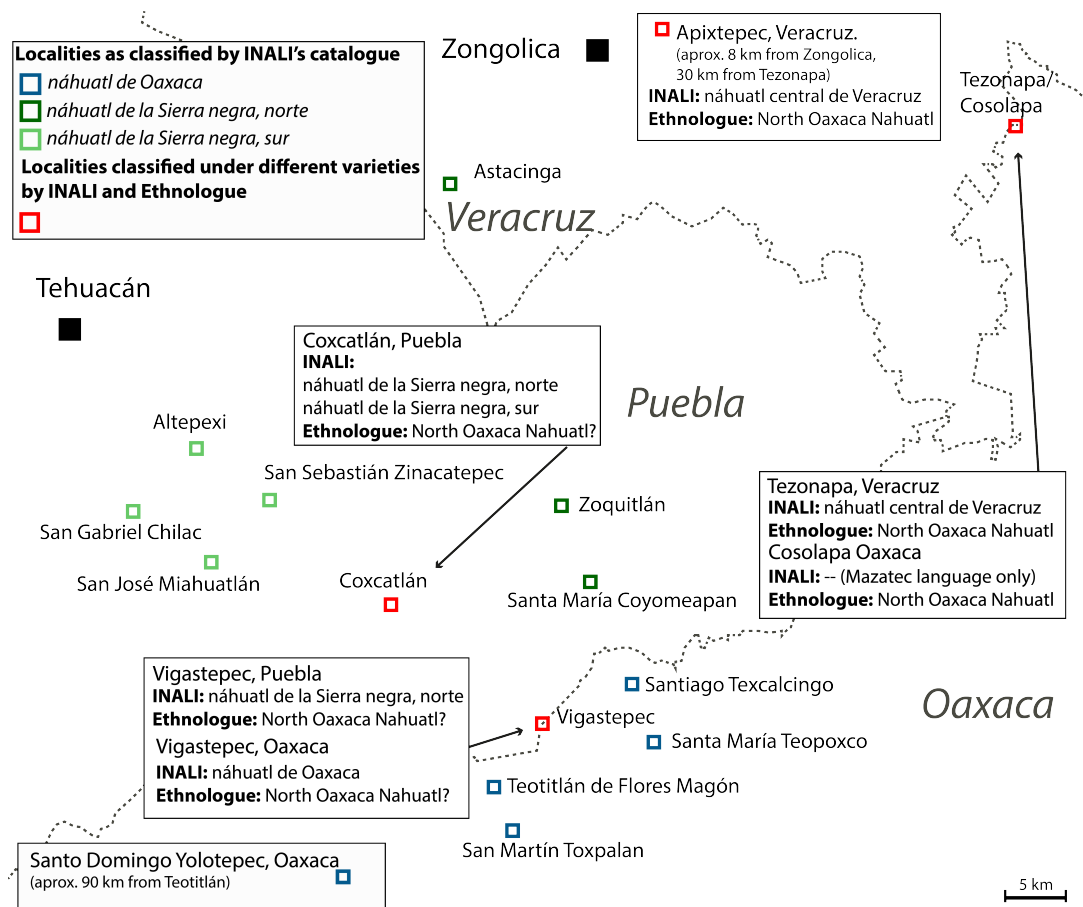 Localities as classified by INALI's catalogue
náhuatl de Oaxaca
náhuatl de la Sierra negra, norte
náhuatl de la Sierra negra, sur
Localities classified under different varieties
by INALI and Ethnologue
Zongolica
Apixtepec, Veracruz.
(aprox. 8 km from Zongolica,
30 km from Tezonapa)
INALI: náhuatl central de Veracruz
Ethnologue: North Oaxaca Nahuatl
Tezonapa/
Cosolapa
Astacinga
Veracruz
Tehuacán
Coxcatlán, Puebla
INALI:
náhuatl de la Sierra negra, norte
náhuatl de la Sierra negra, sur
Ethnologue: North Oaxaca Nahuatl?
Puebla
Altepexi
San Sebastián Zinacatepec
San Gabriel Chilac
San José Miahuatlán
Coxcatlán
Zoquitlán
Santa María Coyomeapan
Tezonapa, Veracruz
INALI: náhuatl central de Veracruz
Ethnologue: North Oaxaca Nahuatl
Cosolapa Oaxaca
INALI: -- (Mazatec language only)
Ethnologue: North Oaxaca Nahuatl
Vigastepec, Puebla
INALI: náhuatl de la Sierra negra, norte
Ethnologue: North Oaxaca Nahuatl?
Vigastepec, Oaxaca
INALI: náhuatl de Oaxaca
Ethnologue: North Oaxaca Nahuatl?
Santiago Texcalcingo
Vigastepec
Santa María Teopoxco
Oaxaca
Teotitlán de Flores Magón
San Martín Toxpalan
Santo Domingo Yolotepec, Oaxaca
(aprox. 90 km from Teotitlán)
5 km